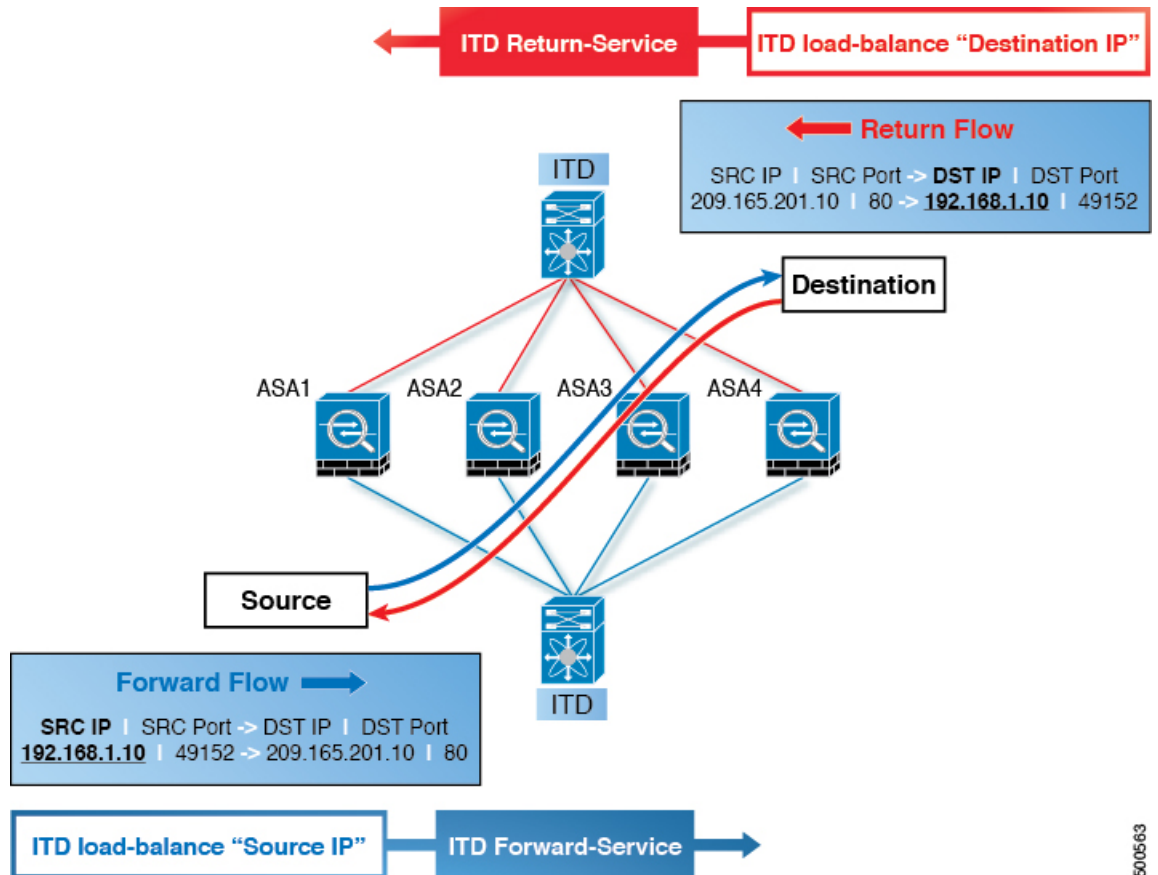 ITD Return-Service
ITD load-balance “Destination IP”
Return Flow
SRC IP | SRC Port -> DST IP | DST Port
209.165.201.10 | 80 -> 192.168.1.10 | 49152
ITD
Destination
ASA1
ASA2
ASA3
ASA4
Source
ITD
Forward Flow
SRC IP | SRC Port -> DST IP | DST Port
192.168.1.10 | 49152 -> 209.165.201.10 | 80
ITD load-balance “Source IP”
ITD Forward-Service
500563